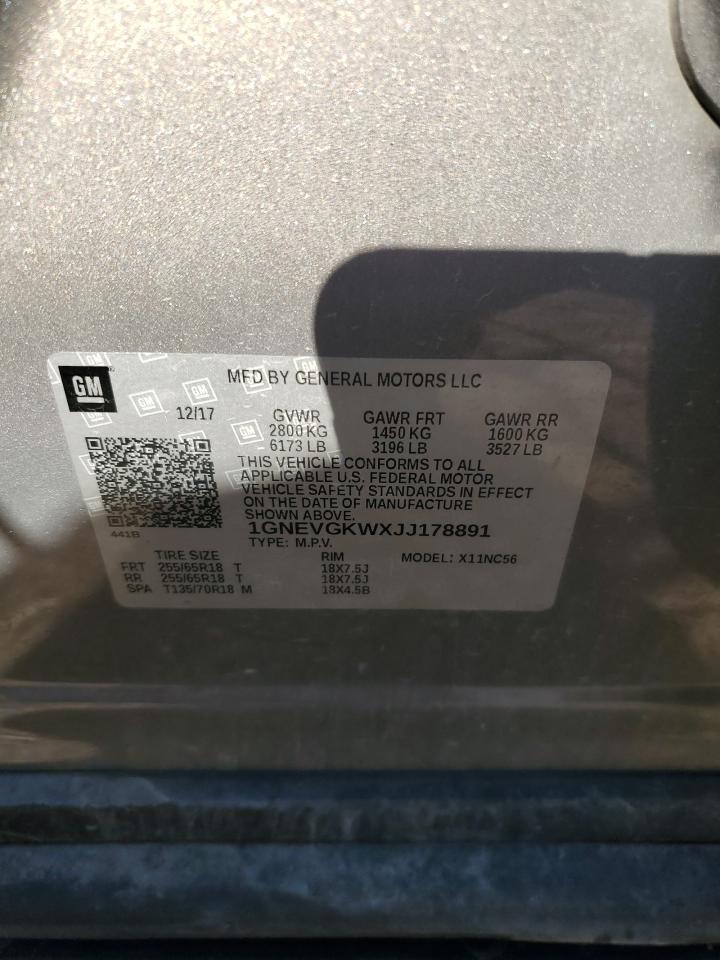 GM
MFD BY GENERAL MOTORS LLC
12/17 GVWR GAWR FRT GAWR RR
2800 KG 1450 KG 1600 KG
6173 LB 3196 LB 3527 LB
THIS VEHICLE CONFORMS TO ALL
APPLICABLE U.S. FEDERAL MOTOR
VEHICLE SAFETY STANDARDS IN EFFECT
ON THE DATE OF MANUFACTURE
SHOWN ABOVE.
1GNEVGKWXJJ178891
441B
TYPE: M.P.V.
TIRE SIZE RIM MODEL: X11NC56
FRT 255/65R18 T 18X7.5J
RR 255/65R18 T 18X7.5J
SPA T135/70R18 M 18X4.5B